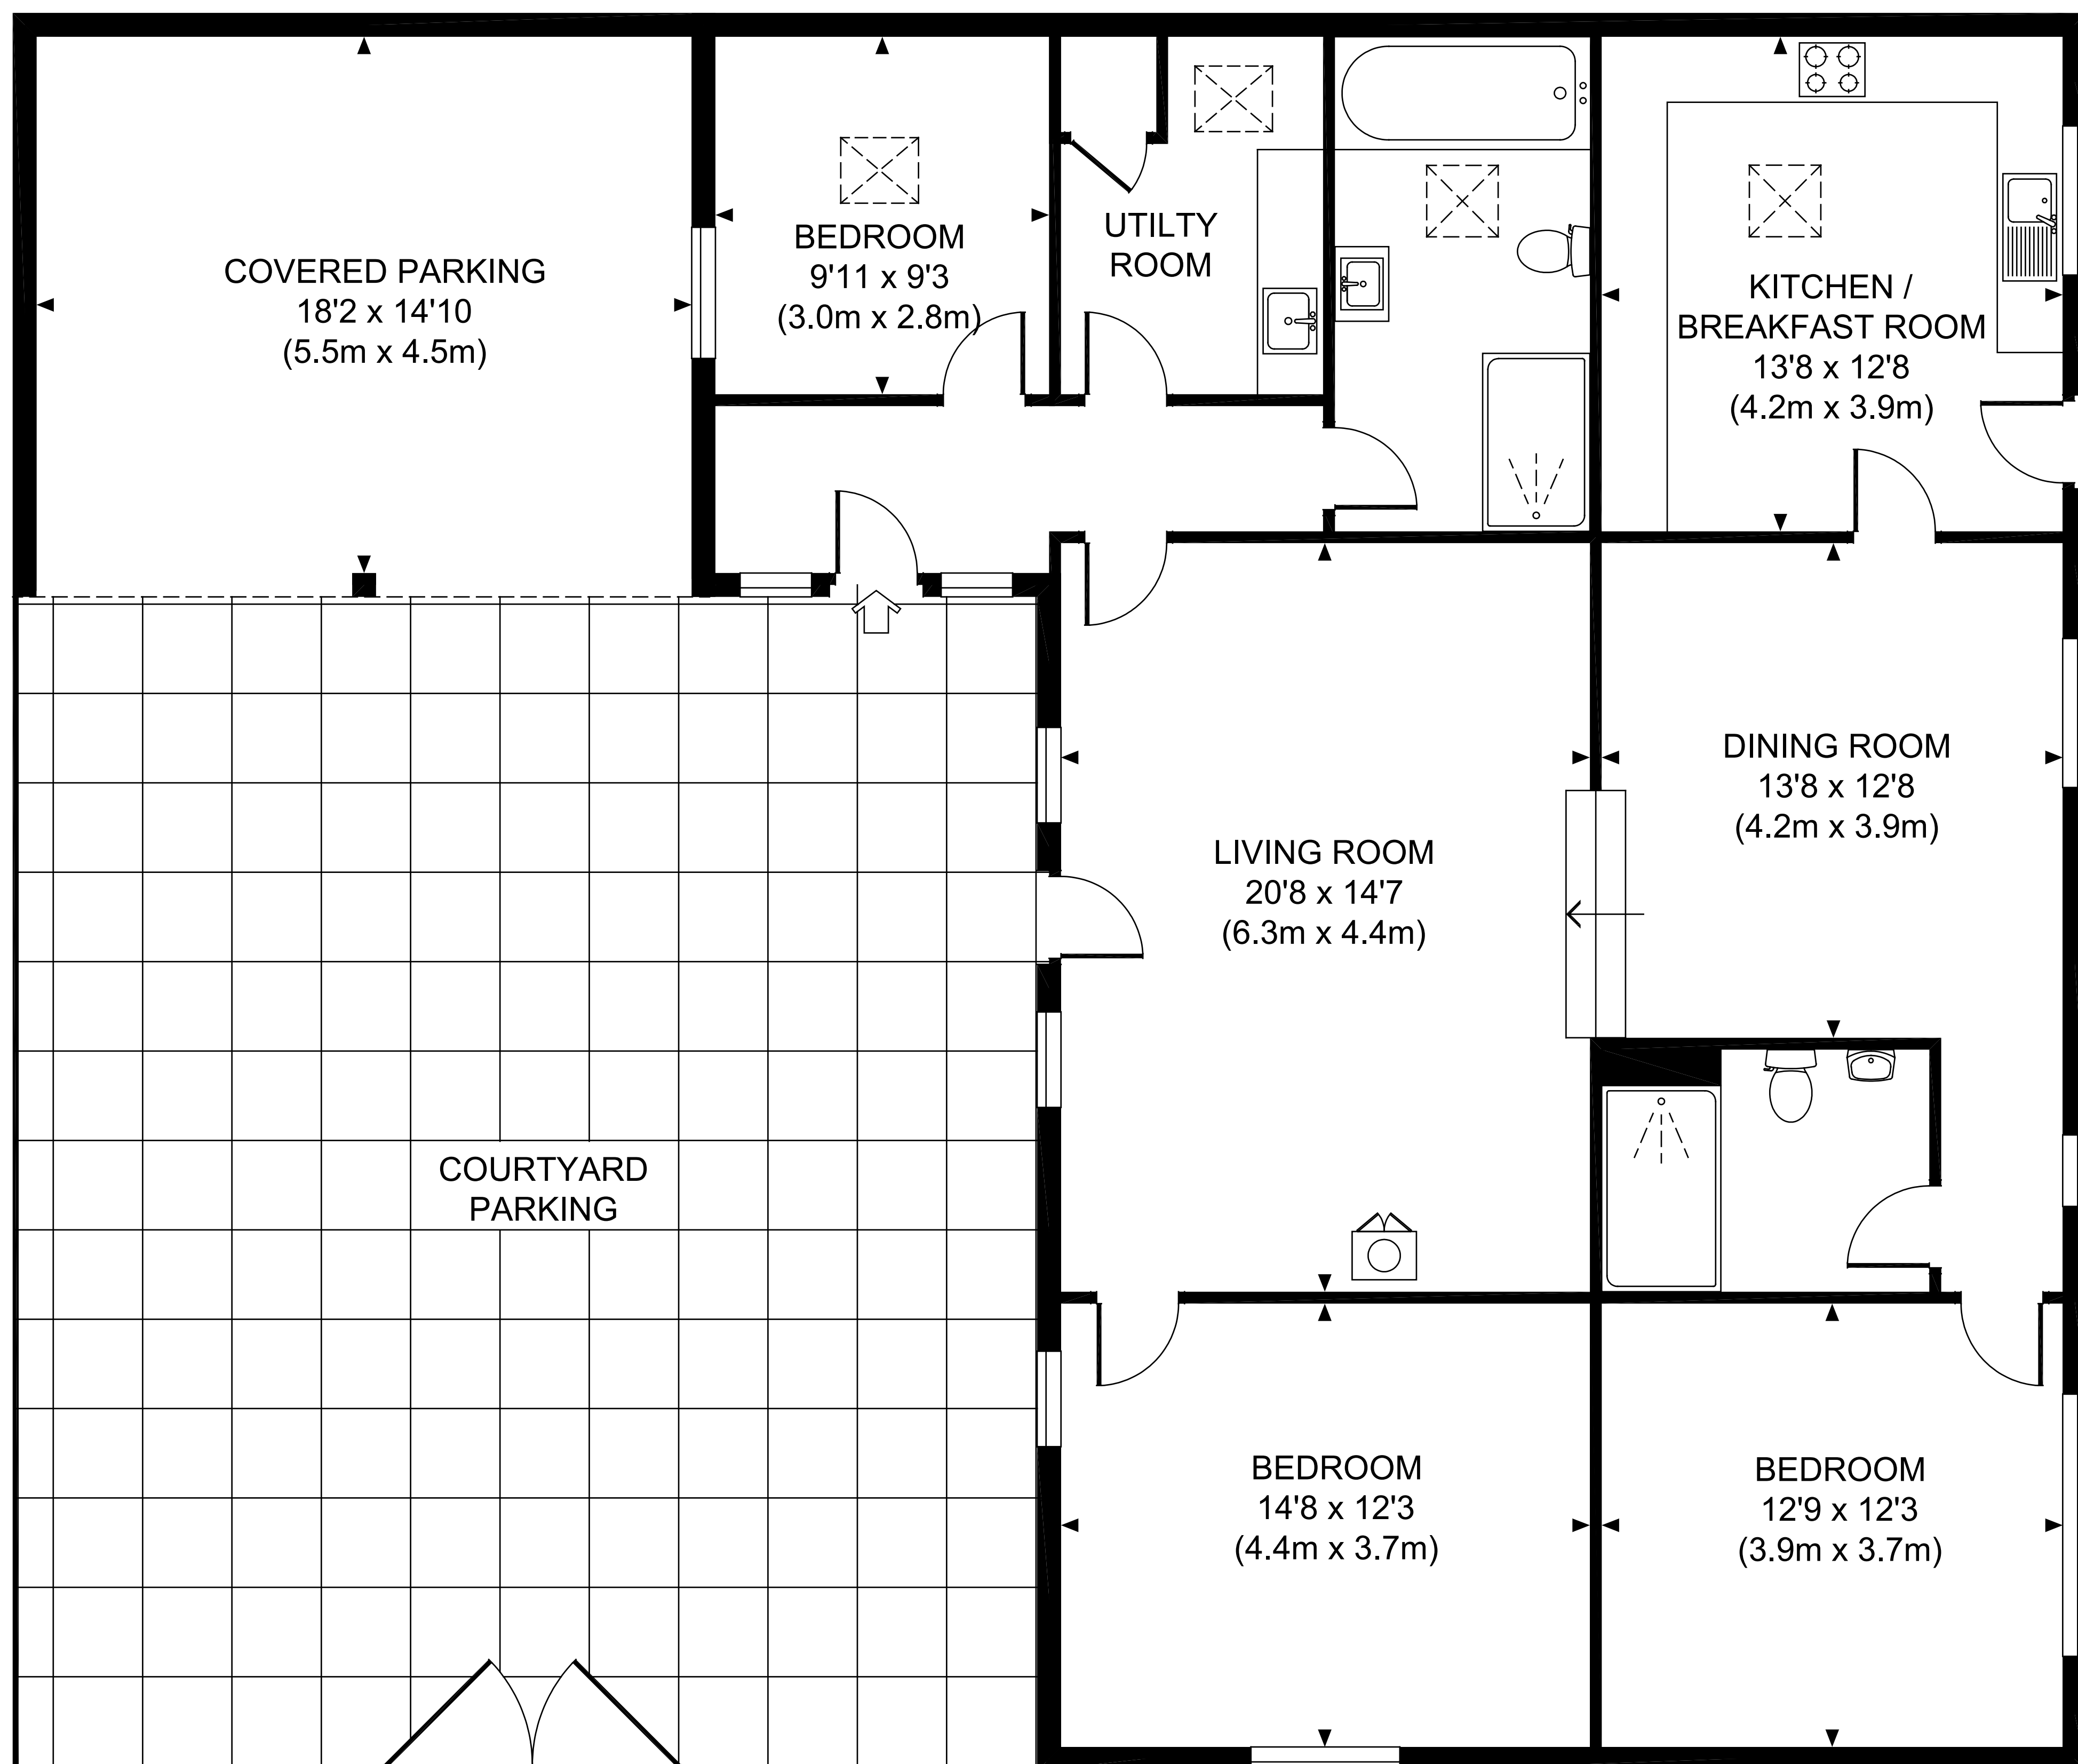 COVERED PARKING
18'2 x 14'10
(5.5m x 4.5m)
BEDROOM
9'11 x 9'3
(3.0m x 2.8m)
UTILTY
ROOM
KITCHEN /
BREAKFAST ROOM
13'8 x 12'8
(4.2m x 3.9m)
DINING ROOM
13'8 x 12'8
(4.2m x 3.9m)
LIVING ROOM
20'8 x 14'7
(6.3m x 4.4m)
COURTYARD
PARKING
BEDROOM
14'8 x 12'3
(4.4m x 3.7m)
BEDROOM
12'9 x 12'3
(3.9m x 3.7m)